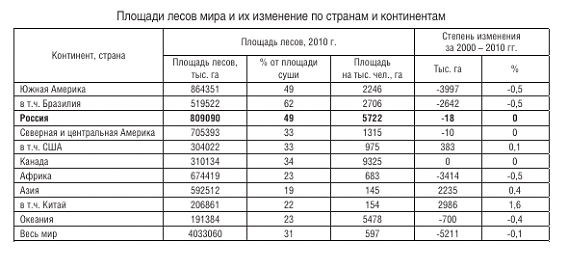 Площади лесов мира и их изменение по странам и континентам
Континент, страна Площадь лесов, 2010 г. Степень изменения за 2000 – 2010 гг.
Площадь лесов, тыс. га % от площади суши Площадь на тыс. чел., га Тыс. га %
Южная Америка 864351 49 2246 -3997 -0,5
в т.ч. Бразилия 519522 62 2706 -2642 -0,5
Россия 809090 49 5722 -18 0
Северная и центральная Америка 705393 33 1315 -10 0
в т.ч. США 304022 33 975 383 0,1
Канада 310134 34 9325 0 0
Африка 674419 23 683 -3414 -0,5
Азия 592512 19 145 2235 0,4
в т.ч. Китай 206861 22 154 2986 1,6
Океания 191384 23 5478 -700 -0,4
Весь мир 4033060 31 597 -5211 -0,1